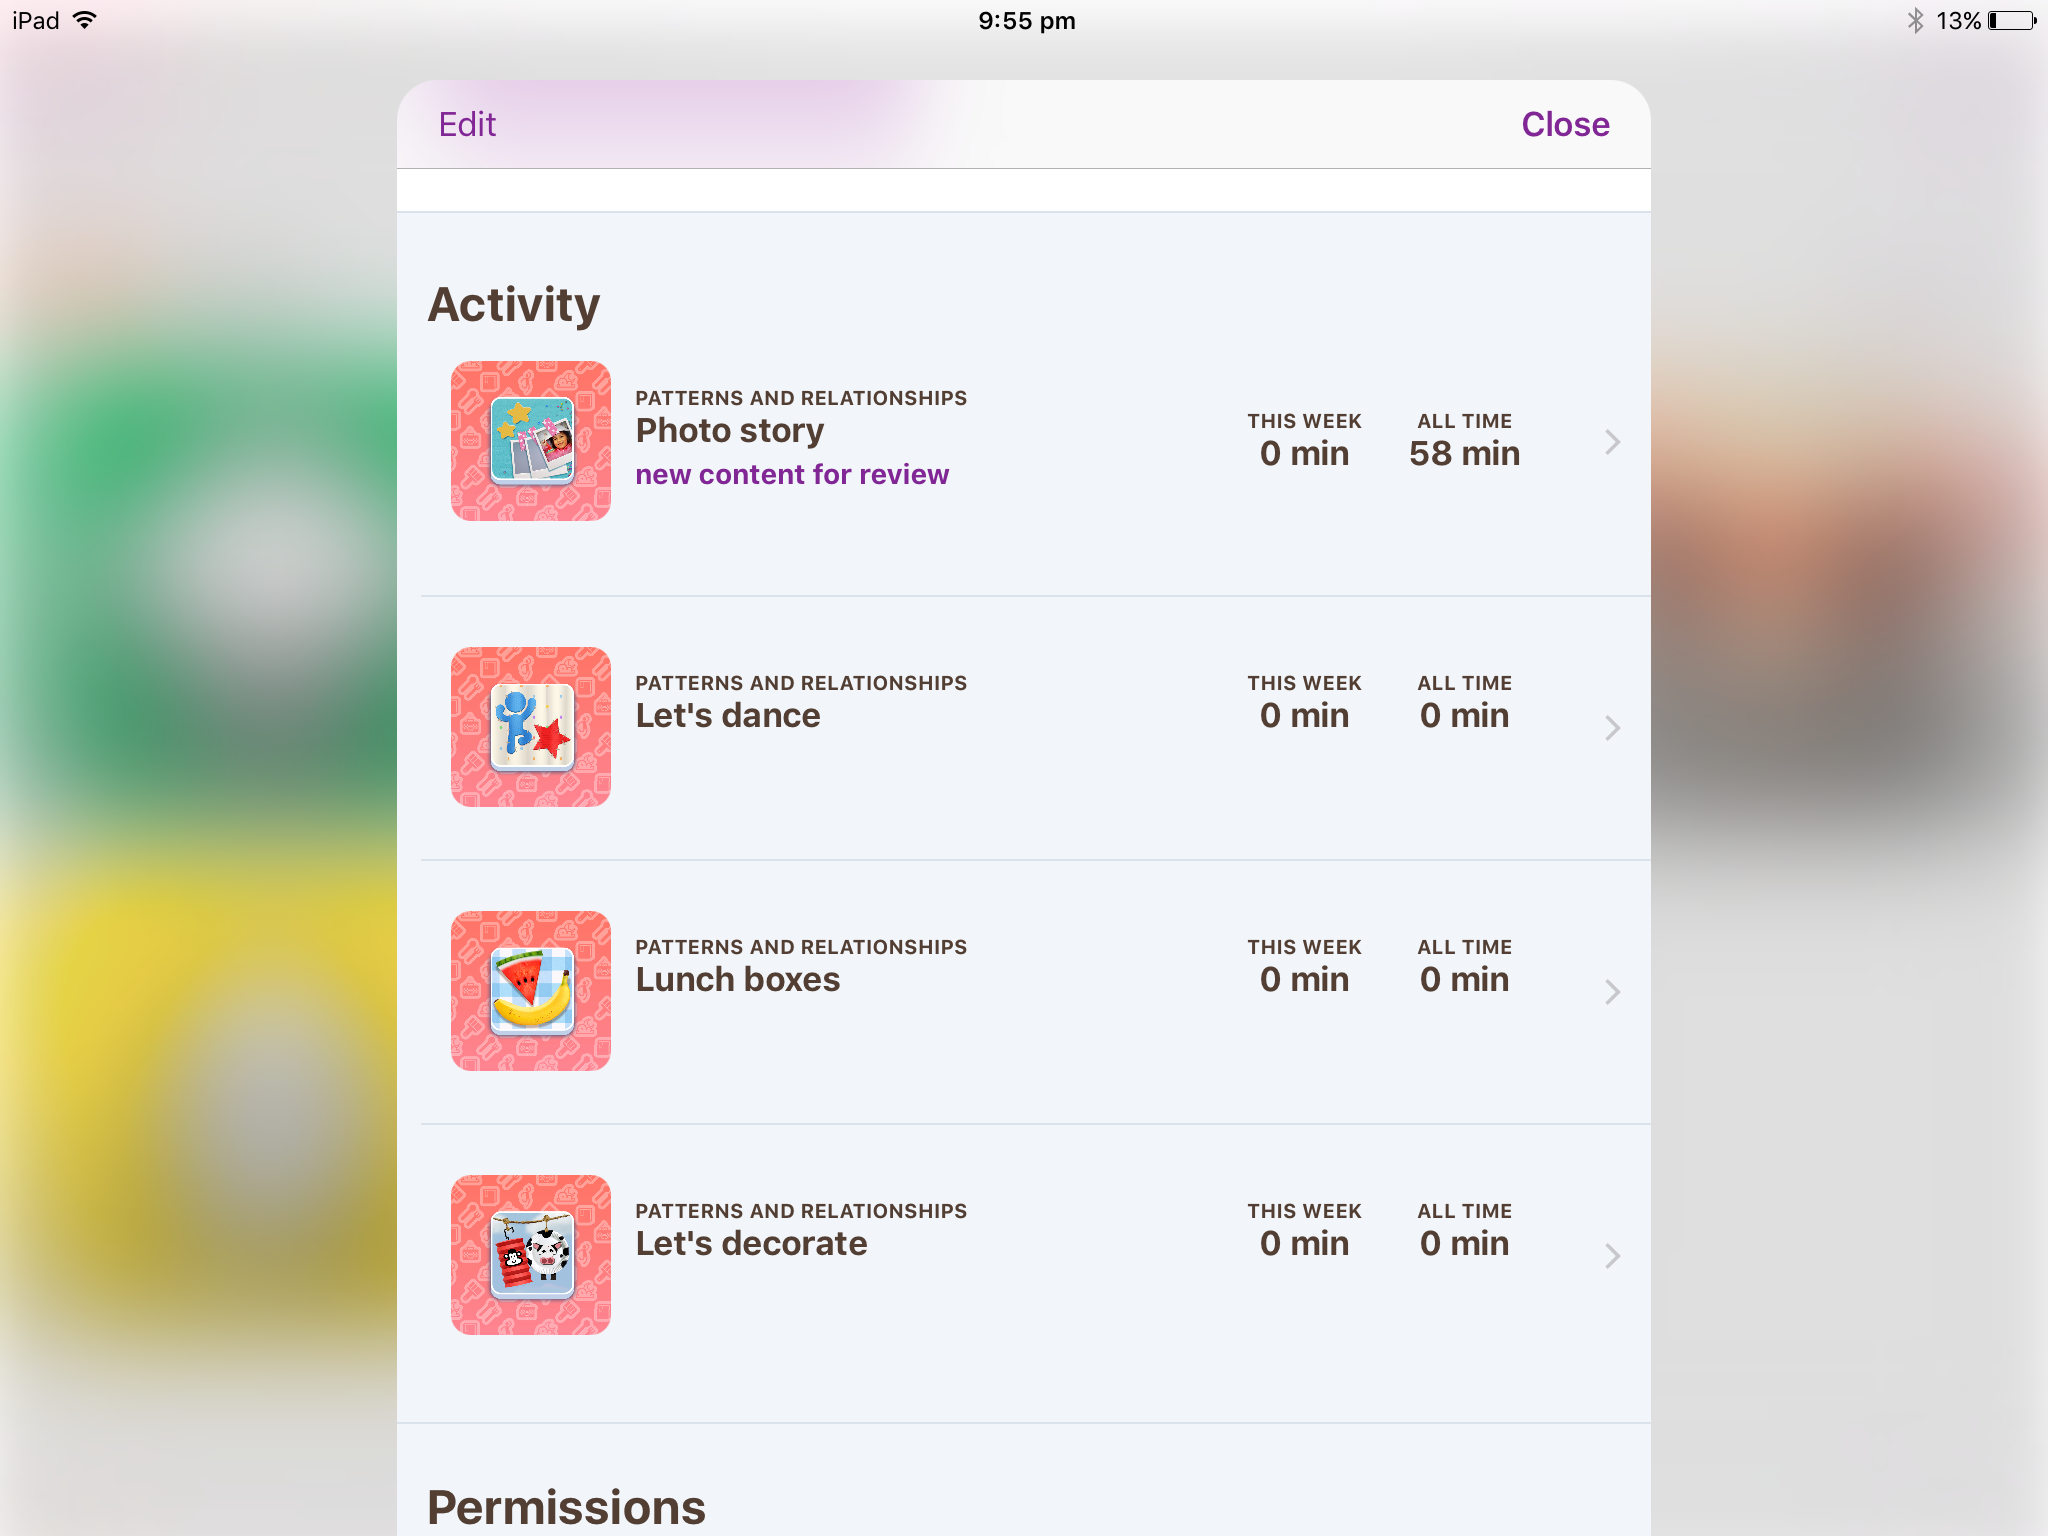 iPad 9:55 pm 13%
Edit Close
Activity
PATTERNS AND RELATIONSHIPS
Photo story
new content for review
THIS WEEK ALL TIME
0 min 58 min
PATTERNS AND RELATIONSHIPS
Let's dance
THIS WEEK ALL TIME
0 min 0 min
PATTERNS AND RELATIONSHIPS
Lunch boxes
THIS WEEK ALL TIME
0 min 0 min
PATTERNS AND RELATIONSHIPS
Let's decorate
THIS WEEK ALL TIME
0 min 0 min
Permissions